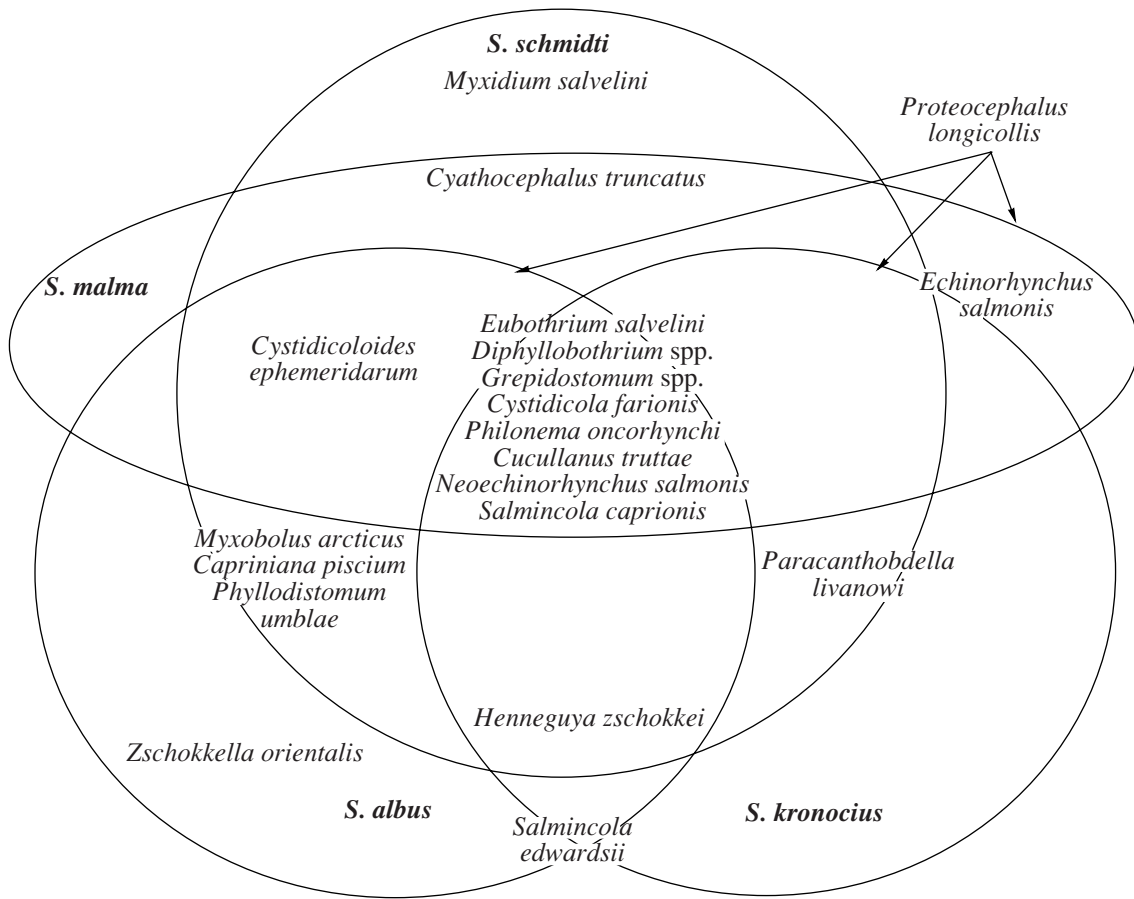 S. schmidti
Myxidium salvelini
Proteocephalus
longicollis
Cyathocephalus truncatus
S. malma
Echinorhynchus
salmonis
Cystidicoloides
ephemeridarum
Eubothrium salvelini
Diphyllobothrium spp.
Grepidostomum spp.
Cystidicola farionis
Philonema oncorhynchi
Cucullanus truttae
Neoechinorhynchus salmonis
Salmincola caprionis
Myxobolus arcticus
Capriniana piscium
Phyllodistomum
umblae
Paracanthobdella
livanowi
Henneguya zschokkei
Zschokkella orientalis
S. albus
S. kronocius
Salmincola
edwardsii